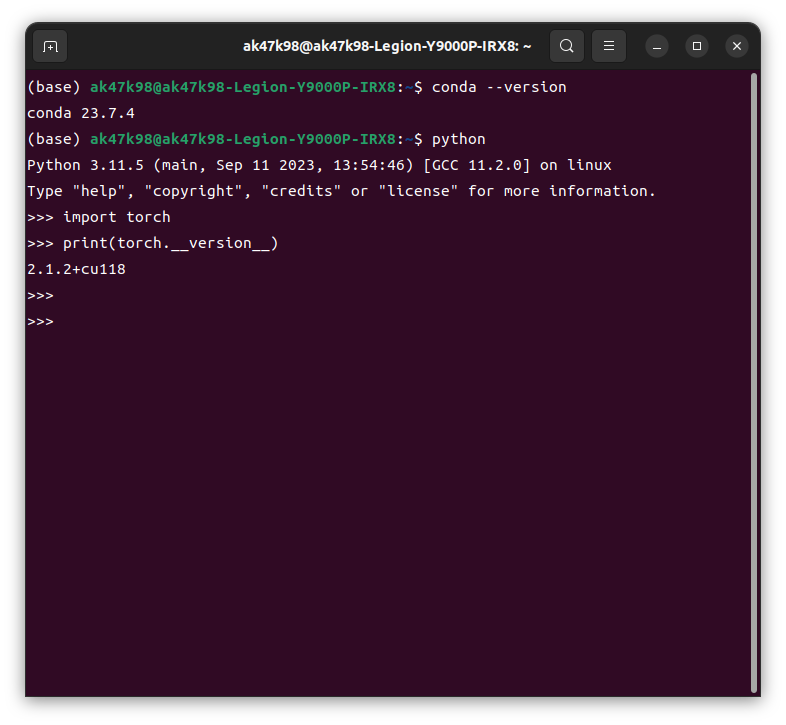 ak47k98@ak47k98-Legion-Y9000P-IRX8: ~
(base) ak47k98@ak47k98-Legion-Y9000P-IRX8:~$ conda --version
conda 23.7.4
(base) ak47k98@ak47k98-Legion-Y9000P-IRX8:~$ python
Python 3.11.5 (main, Sep 11 2023, 13:54:46) [GCC 11.2.0] on linux
Type "help", "copyright", "credits" or "license" for more information.
>>> import torch
>>> print(torch.__version__)
2.1.2+cu118
>>>
>>>